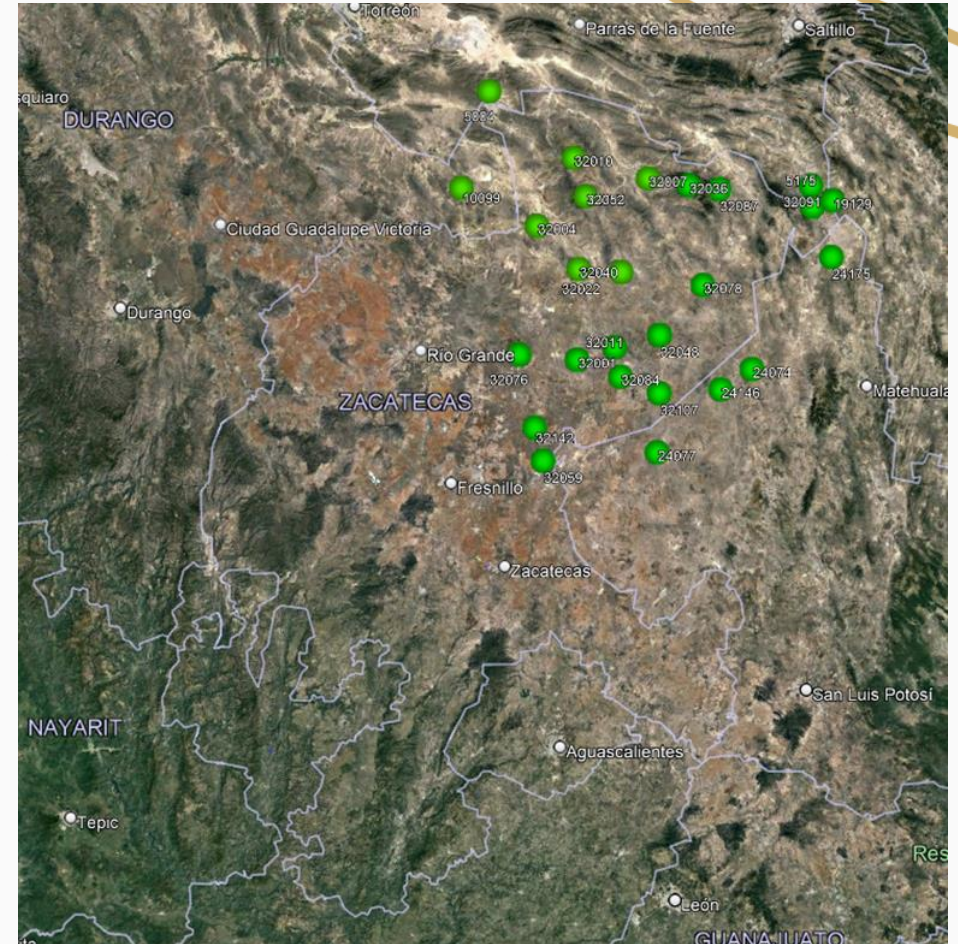 Torreón
Parras de la Fuente
Saltillo
squiaro
DURANGO
32010
10099
32052
32007
32036
32087
5175
32091
19129
Ciudad Guadalupe Victoria
32004
24175
32040
32022
32078
Durango
32011
32048
Río Grande
32001
32076
32084
24074
24146
Matehuala
ZACATECAS
32107
32142
24077
32059
Fresnillo
Zacatecas
San Luis Potosí
NAYARIT
Aguascalientes
Tepic
Res
León
GUANAJUATO